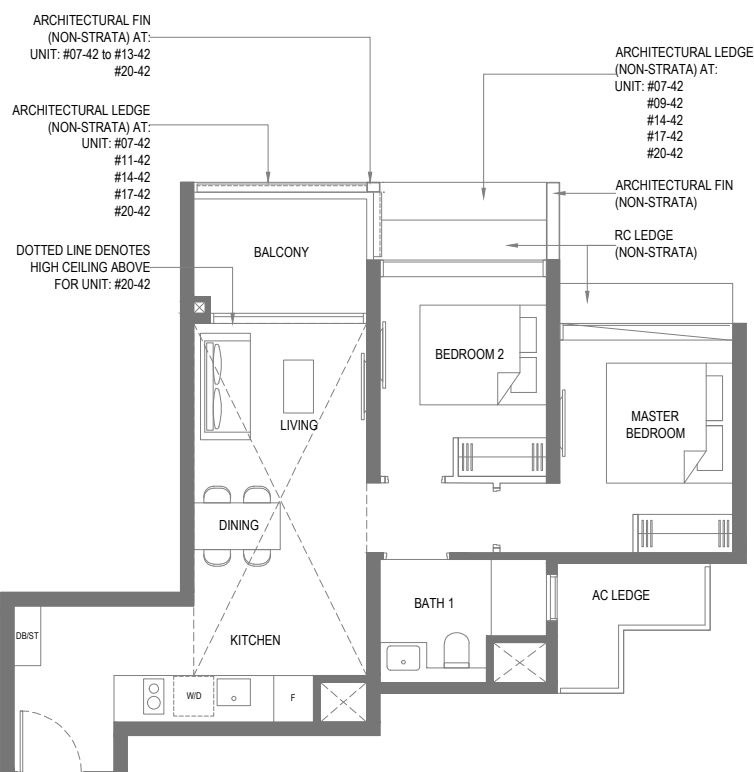 ARCHITECTURAL FIN
(NON-STRATA) AT:
UNIT: #07-42 to #13-42
#20-42
ARCHITECTURAL LEDGE
(NON-STRATA) AT:
UNIT: #07-42
#11-42
#14-42
#17-42
#20-42
DOTTED LINE DENOTES
HIGH CEILING ABOVE
FOR UNIT: #20-42
ARCHITECTURAL LEDGE
(NON-STRATA) AT:
UNIT: #07-42
#09-42
#14-42
#17-42
#20-42
ARCHITECTURAL FIN
(NON-STRATA)
RC LEDGE
(NON-STRATA)
BALCONY
BEDROOM 2
MASTER
BEDROOM
LIVING
DINING
BATH 1
AC LEDGE
DB/ST
KITCHEN
W/D
F